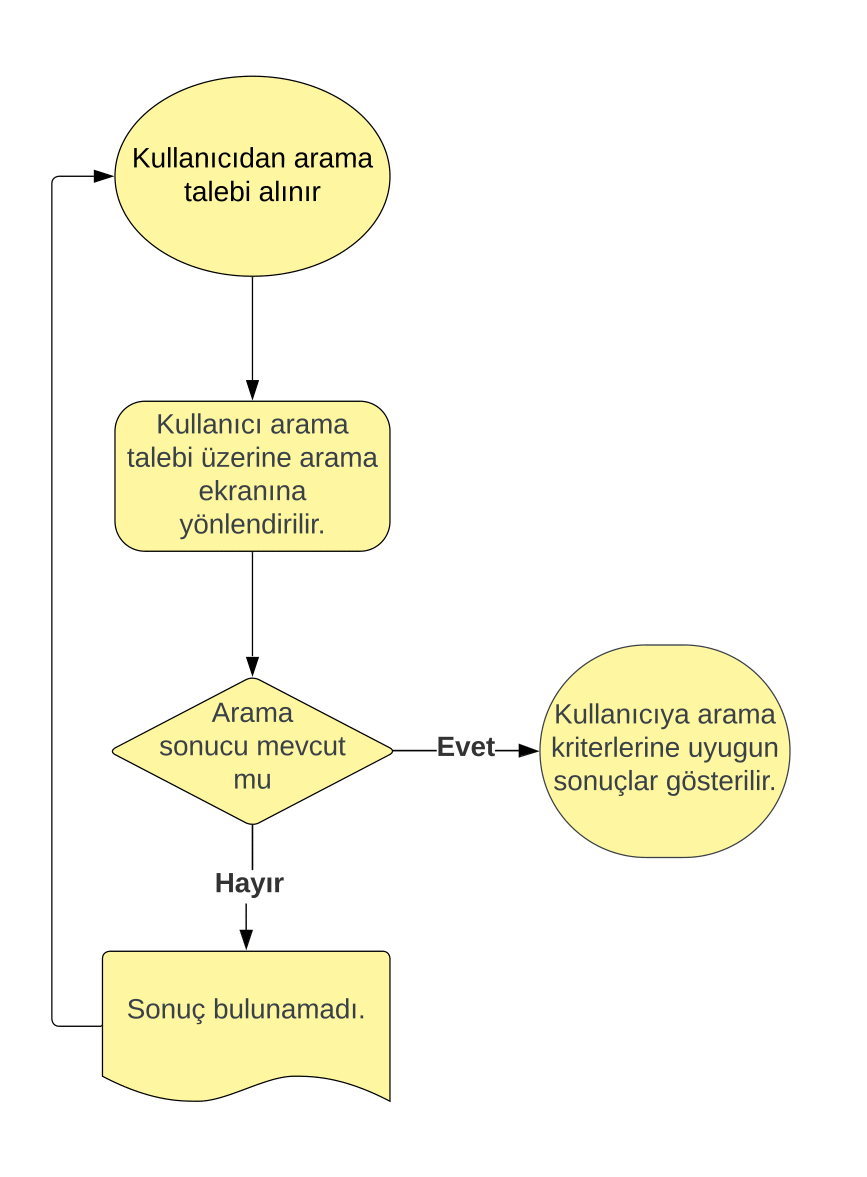 Kullanıcıdan arama
talebi alınır
Kullanıcı arama
talebi üzerine arama
ekranına
yönlendirilir.
Arama
sonucu mevcut
mu
Evet
Kullanıcıya arama
kriterlerine uyugun
sonuçlar gösterilir.
Hayır
Sonuç bulunamadı.